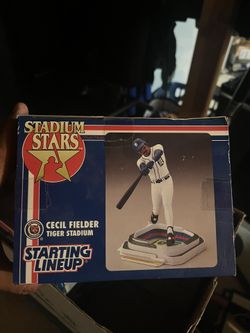 STADIUM
STARS
CECIL FIELDER
TIGER STADIUM
STARTING
LINEUP